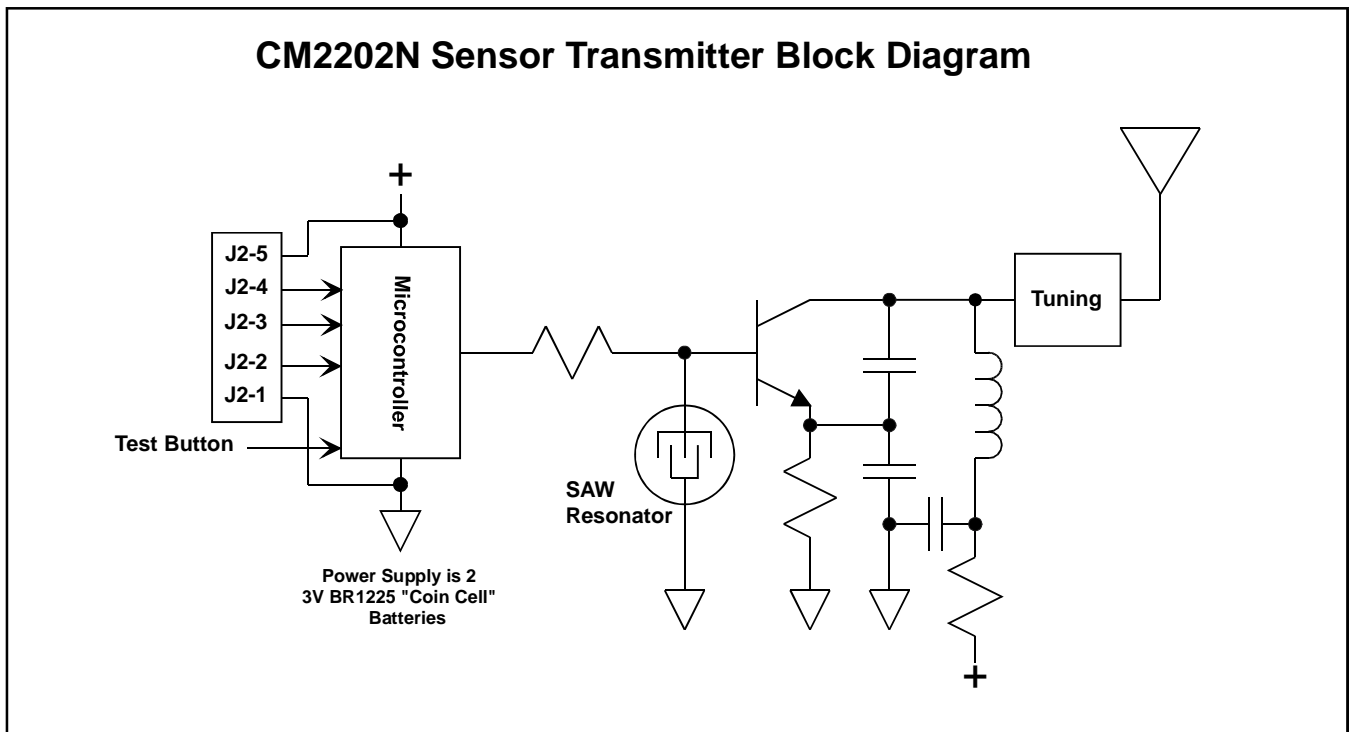 CM2202N Sensor Transmitter Block Diagram
+
J2-5
J2-4
J2-3
J2-2
J2-1
Microcontroller
Test Button
Power Supply is 2
3V BR1225 "Coin Cell"
Batteries
SAW
Resonator
Tuning
+